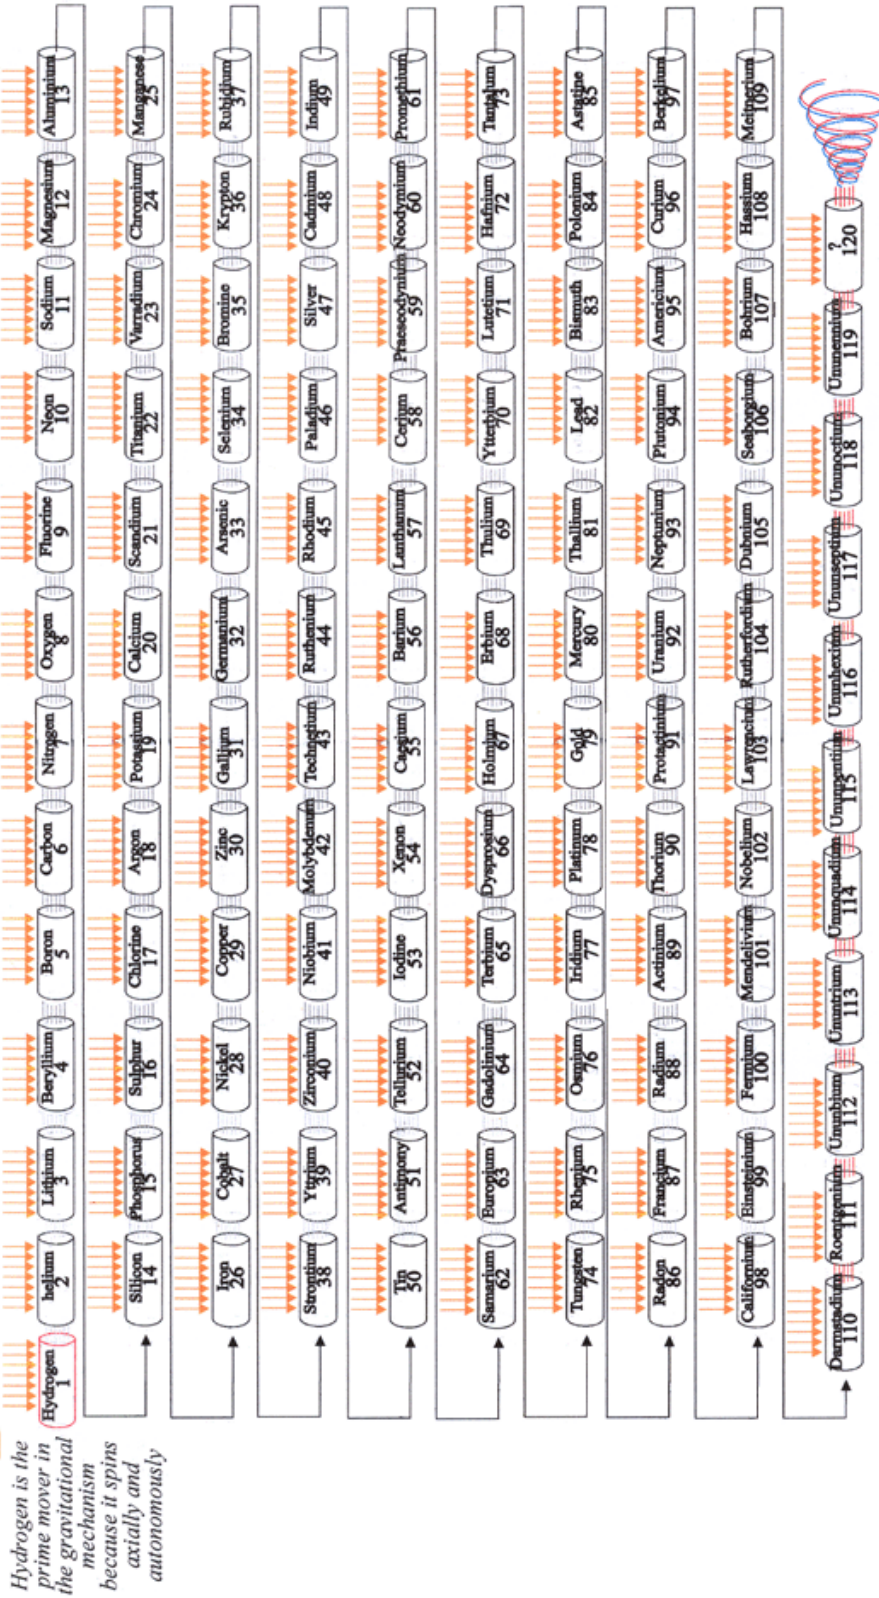 Hydrogen is the
prime mover in
the gravitational
mechanism
because it spins
axially and
autonomously
Hydrogen
1
helium
2
Lithium
3
Beryllium
4
Boron
5
Carbon
6
Nitrogen
7
Oxygen
8
Fluorine
9
Neon
10
Sodium
11
Magnesium
12
Aluminium
13
Silicon
14
Phosphorus
15
Sulphur
16
Chlorine
17
Argon
18
Potassium
19
Calcium
20
Scandium
21
Titanium
22
Varradium
23
Chromium
24
Manganese
25
Iron
26
Cobalt
27
Nickel
28
Copper
29
Zinc
30
Gallium
31
Germanium
32
Arsenic
33
Selenium
34
Bromine
35
Krypton
36
Rubidium
37
Strontium
38
Yttrium
39
Zirconium
40
Niobium
41
Molybdenum
42
Technetium
43
Ruthenium
44
Rhodium
45
Paladium
46
Silver
47
Cadmium
48
Indium
49
Tin
50
Antimony
51
Tellurium
52
Iodine
53
Xenon
54
Caesium
55
Barium
56
Lanthanum
57
Cerium
58
Praeseodynium
59
Neodymium
60
Promethium
61
Samarium
62
Europium
63
Gadolinium
64
Terbium
65
Dysprosium
66
Holmium
67
Erbium
68
Thulium
69
Ytterbium
70
Lutetium
71
Hafnium
72
Tantalum
73
Tungsten
74
Rhenium
75
Osmium
76
Iridium
77
Platinum
78
Gold
79
Mercury
80
Thallium
81
Lead
82
Bismuth
83
Polonium
84
Astatine
85
Radon
86
Francium
87
Radium
88
Actinium
89
Thorium
90
Protactinium
91
Uranium
92
Neptunium
93
Plutonium
94
Americium
95
Curium
96
Berkelium
97
Californium
98
Einsteinium
99
Fermium
100
Mendelivium
101
Nobelium
102
Lawrencium
103
Rutherfordium
104
Dubnium
105
Seaborgium
106
Bohrium
107
Hassium
108
Meitnerium
109
Darmstadium
110
Roentgenium
111
Ununbium
112
Ununtrium
113
Ununquadium
114
Ununpentium
115
Ununhexium
116
Ununseptium
117
Ununoctium
118
Ununennium
119
?
120